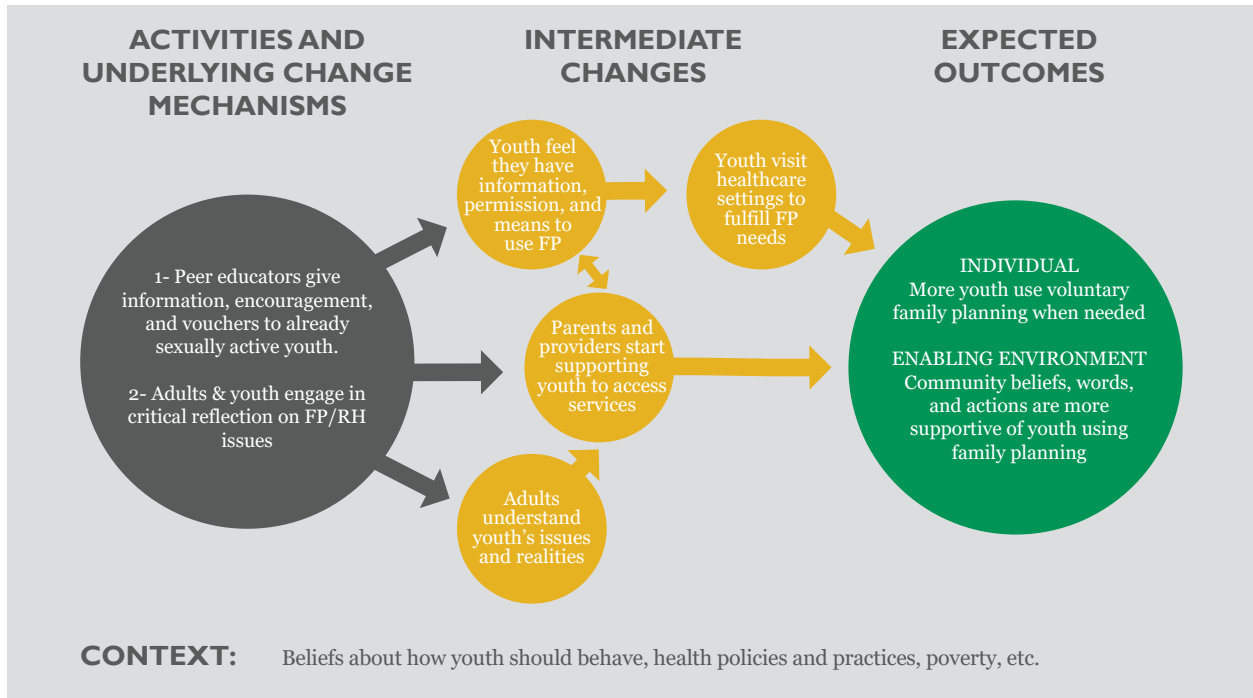 ACTIVITIES AND
UNDERLYING CHANGE
MECHANISMS
INTERMEDIATE
CHANGES
EXPECTED
OUTCOMES
1- Peer educators give
information, encouragement,
and vouchers to already
sexually active youth.
2- Adults & youth engage in
critical reflection on FP/RH
issues
Youth feel
they have
information,
permission, and
means to
use FP
Youth visit
healthcare
settings to
fulfill FP
needs
Parents and
providers start
supporting
youth to access
services
Adults
understand
youth’s issues
and realities
INDIVIDUAL
More youth use voluntary
family planning when needed
ENABLING ENVIRONMENT
Community beliefs, words,
and actions are more
supportive of youth using
family planning
CONTEXT: Beliefs about how youth should behave, health policies and practices, poverty, etc.